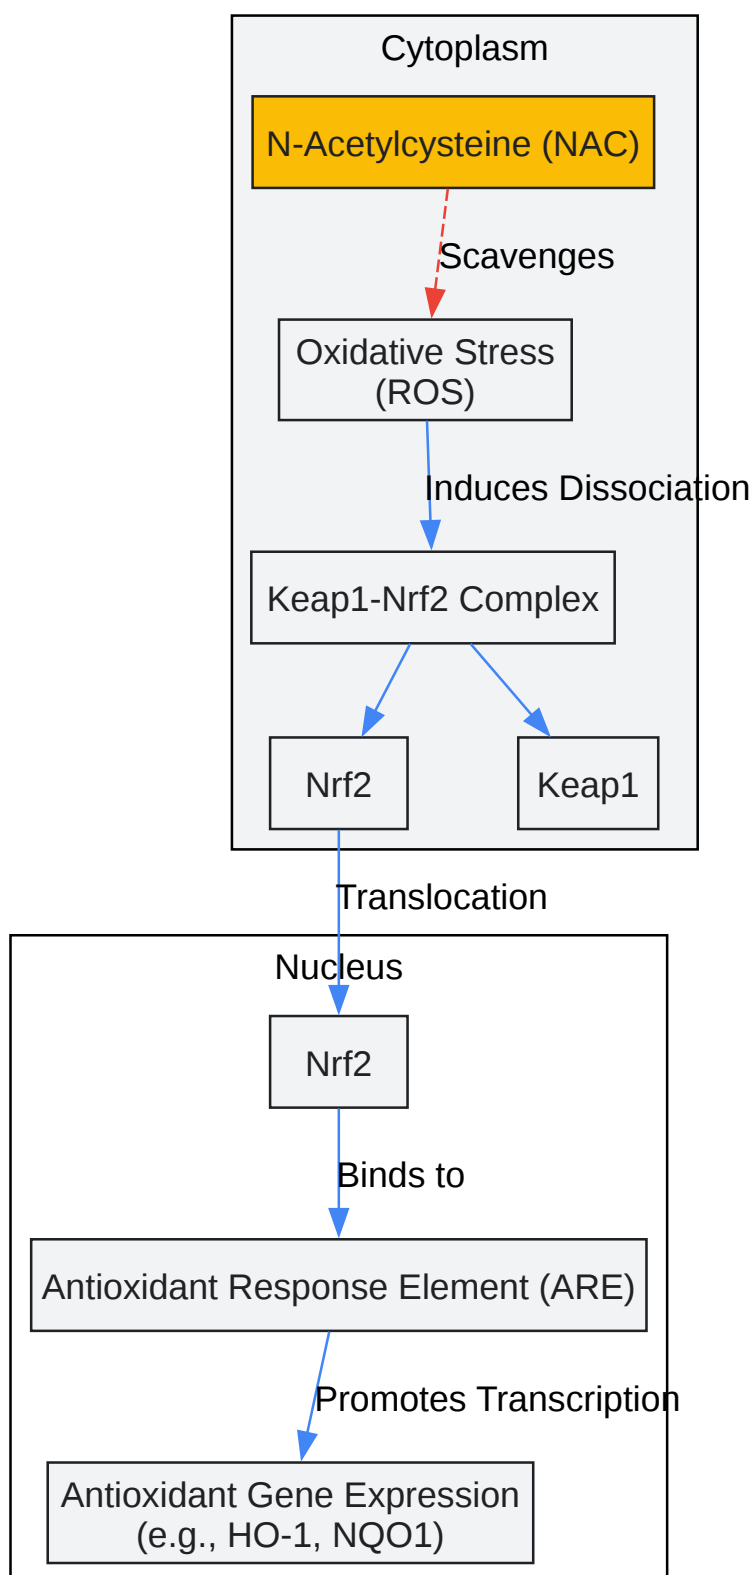 Cytoplasm
N-Acetylcysteine (NAC)
Scavenges
Oxidative Stress
(ROS)
Induces Dissociation
Keap1-Nrf2 Complex
Nrf2
Keap1
Translocation
Nucleus
Nrf2
Binds to
Antioxidant Response Element (ARE)
Promotes Transcription
Antioxidant Gene Expression
(e.g., HO-1, NQO1)